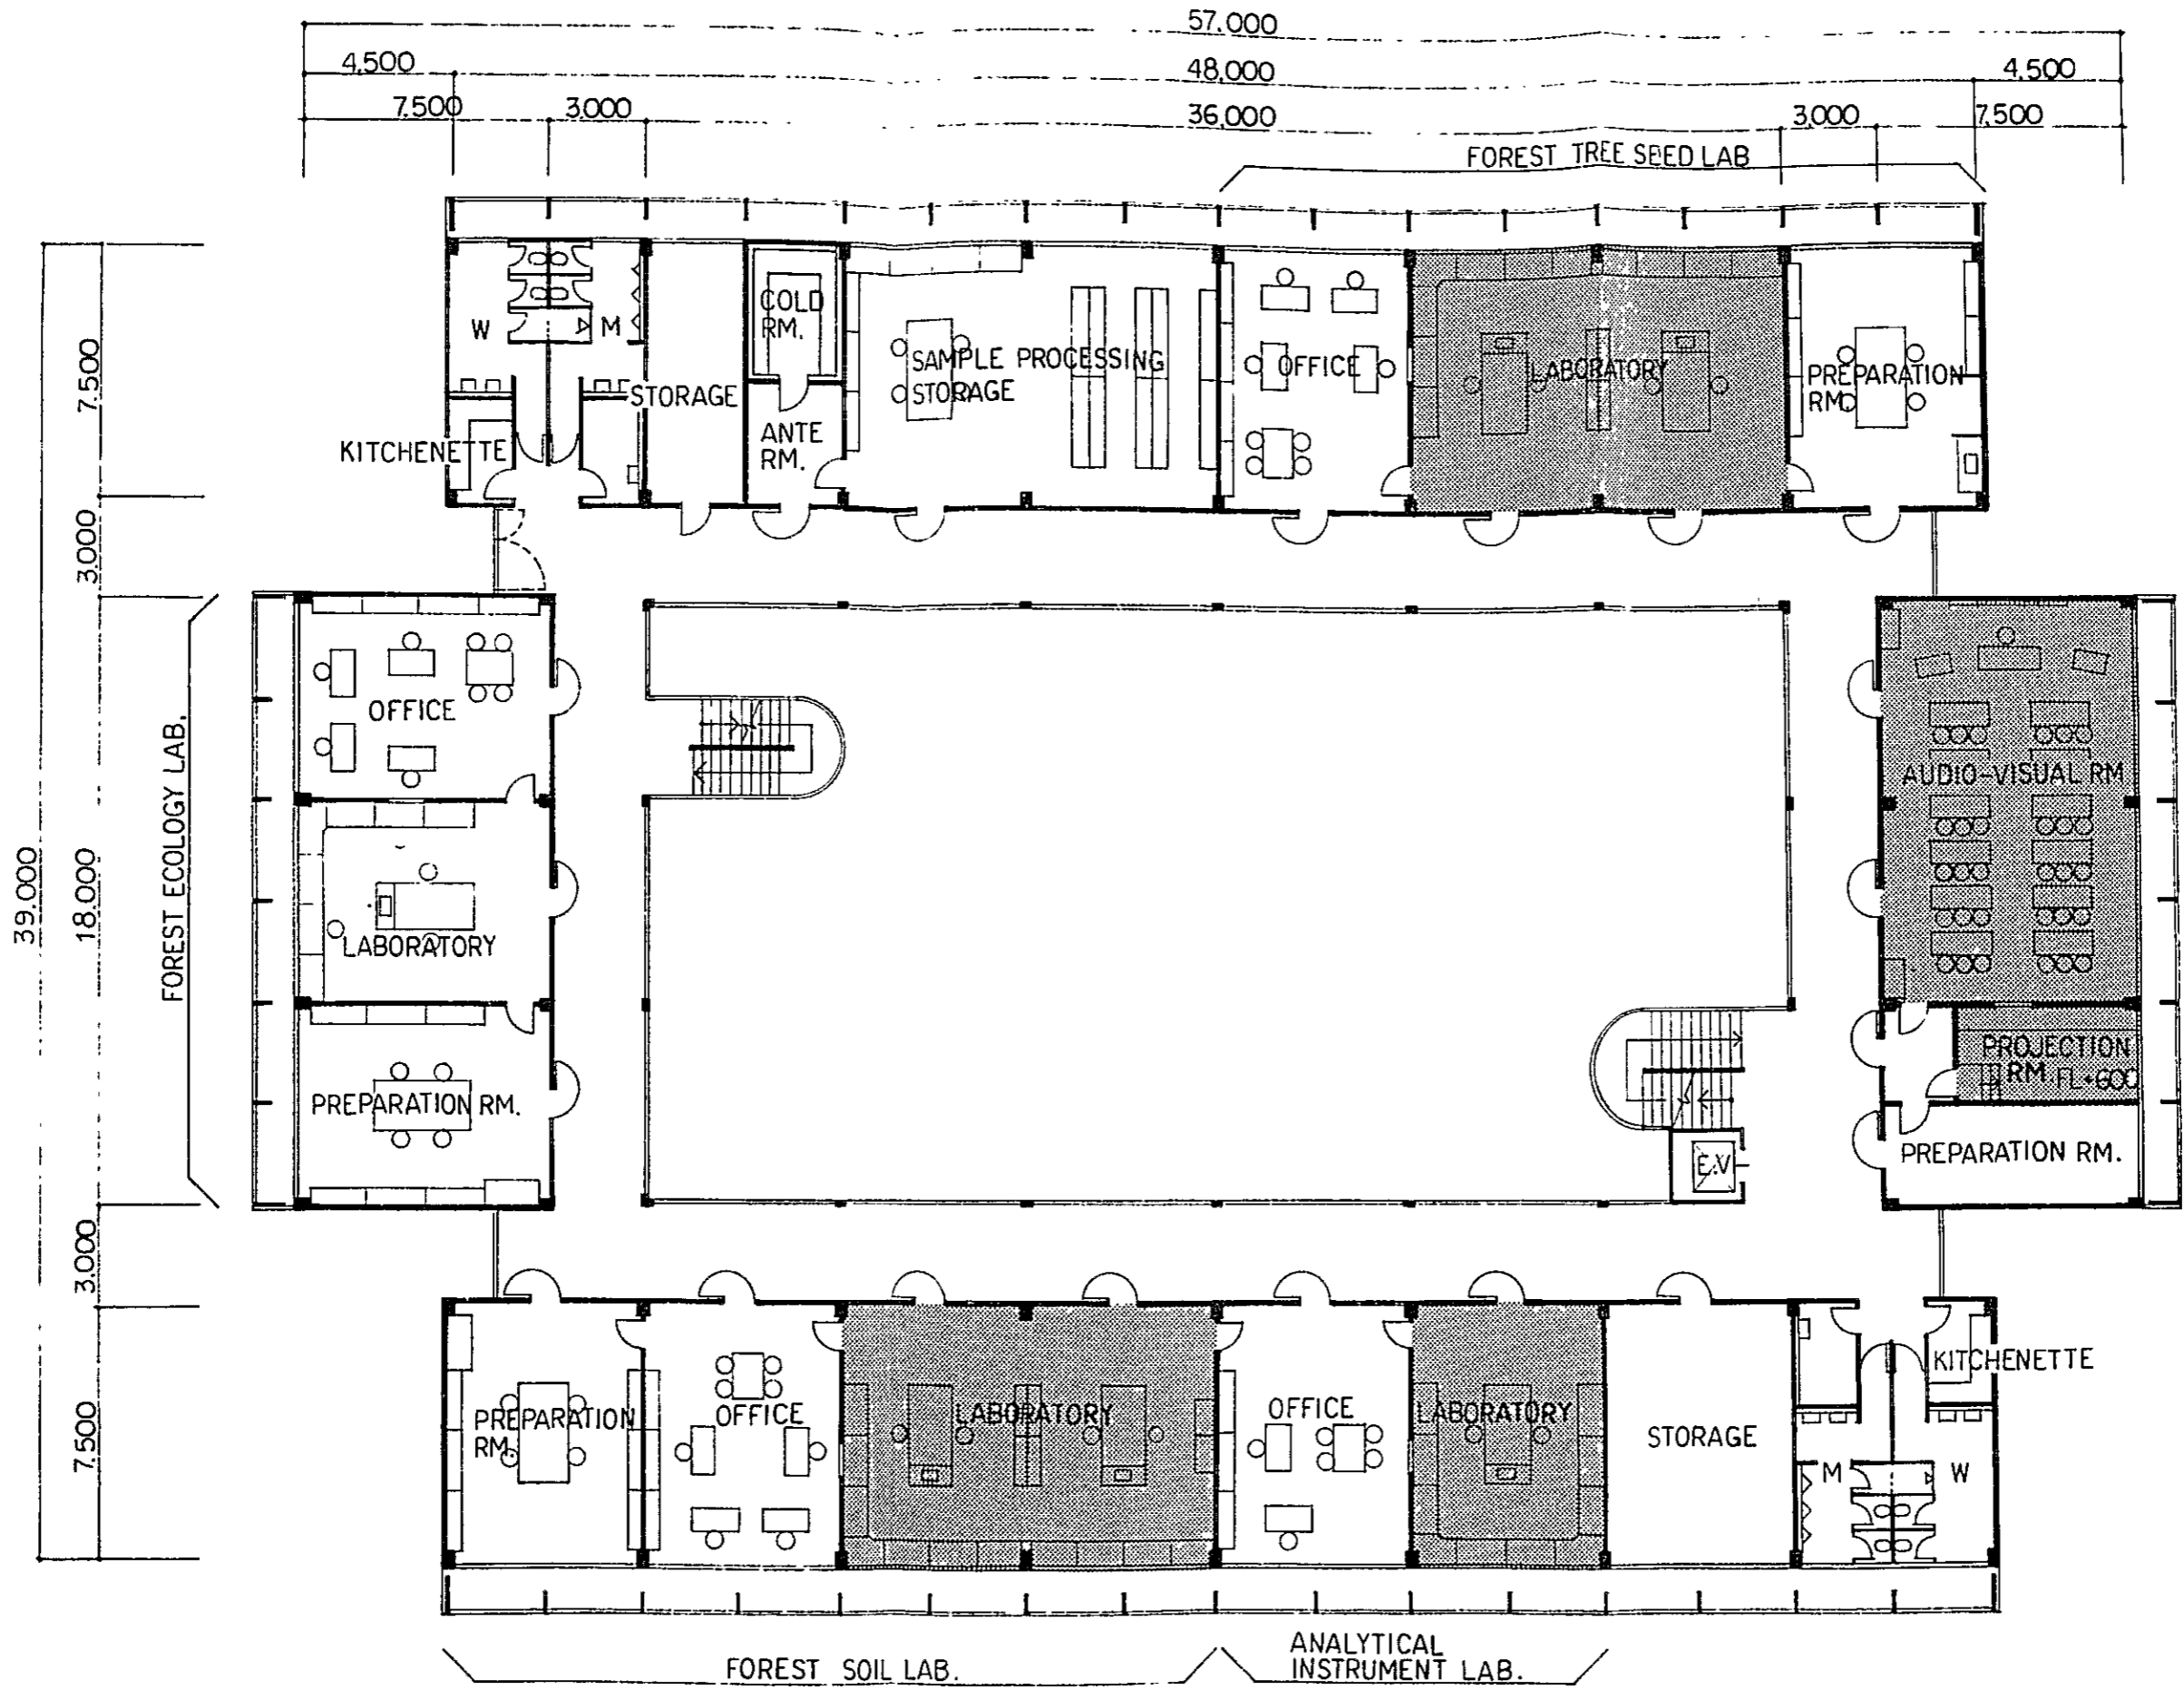 57.000
4.500 48.000 4.500
7.500 3.000 36.000 3.000 7.500
FOREST TREE SEED LAB
W
M
COLD
RM.
SAMPLE PROCESSING
STORAGE
OFFICE
LABORATORY
PREPARATION
RM.
STORAGE
KITCHENETTE
ANTE
RM.
7.500
3.000
39.000
18.000
3.000
7.500
FOREST ECOLOGY LAB.
OFFICE
LABORATORY
PREPARATION RM.
AUDIO-VISUAL RM
PROJECTION
RM. FL+600
E.V
PREPARATION RM.
PREPARATION
RM.
OFFICE
LABORATORY
OFFICE
LABORATORY
STORAGE
KITCHENETTE
M
W
FOREST SOIL LAB.
ANALYTICAL
INSTRUMENT LAB.